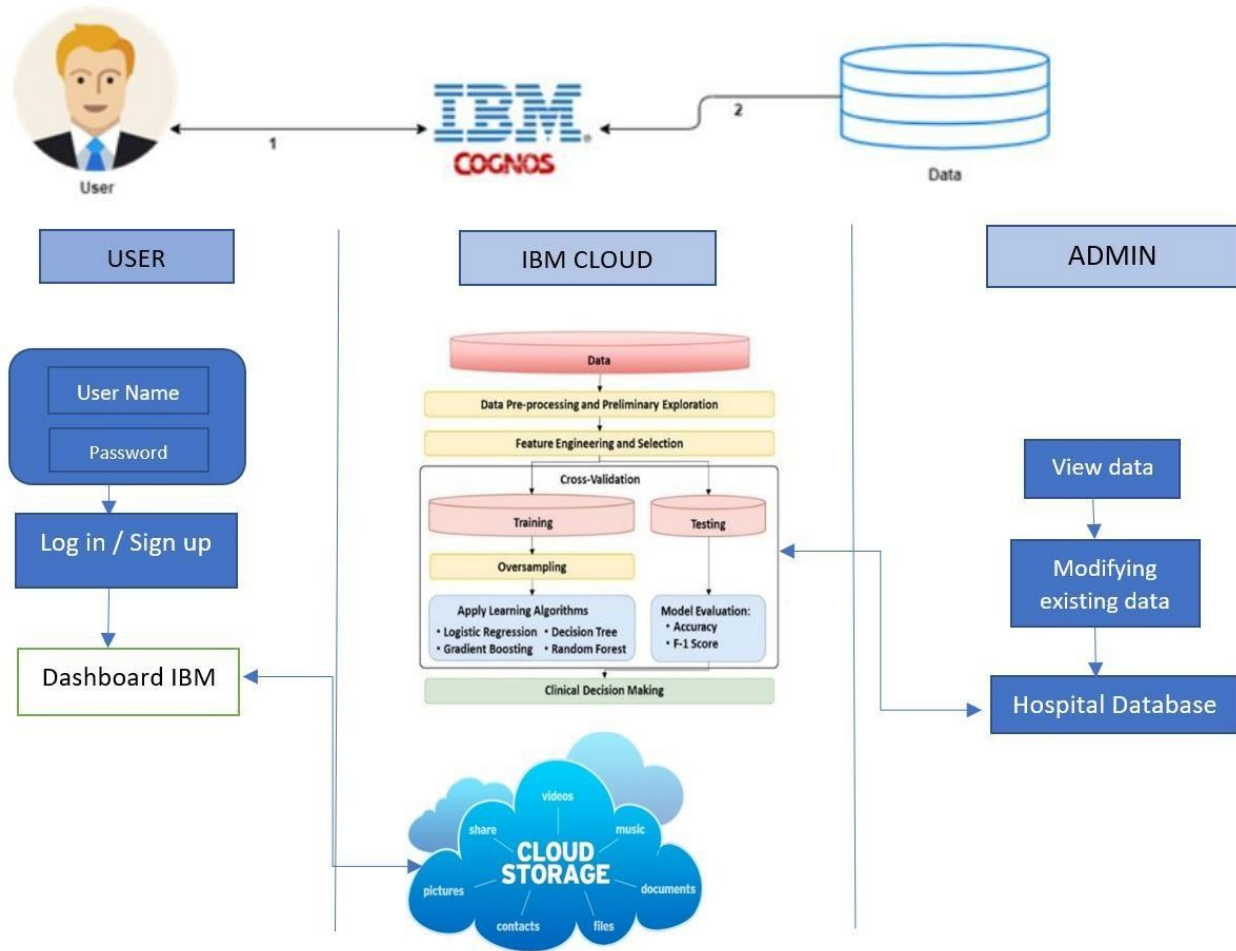 1
2
IBM®
COGNOS
User
Data
USER
IBM CLOUD
ADMIN
User Name
Password
Log in / Sign up
Dashboard IBM
Data
Data Pre-processing and Preliminary Exploration
Feature Engineering and Selection
Cross-Validation
Training
Testing
Oversampling
Apply Learning Algorithms
• Logistic Regression • Decision Tree
• Gradient Boosting • Random Forest
Model Evaluation:
• Accuracy
• F-1 Score
Clinical Decision Making
videos
share
music
CLOUD
STORAGE
pictures
documents
contacts
files
View data
Modifying
existing data
Hospital Database